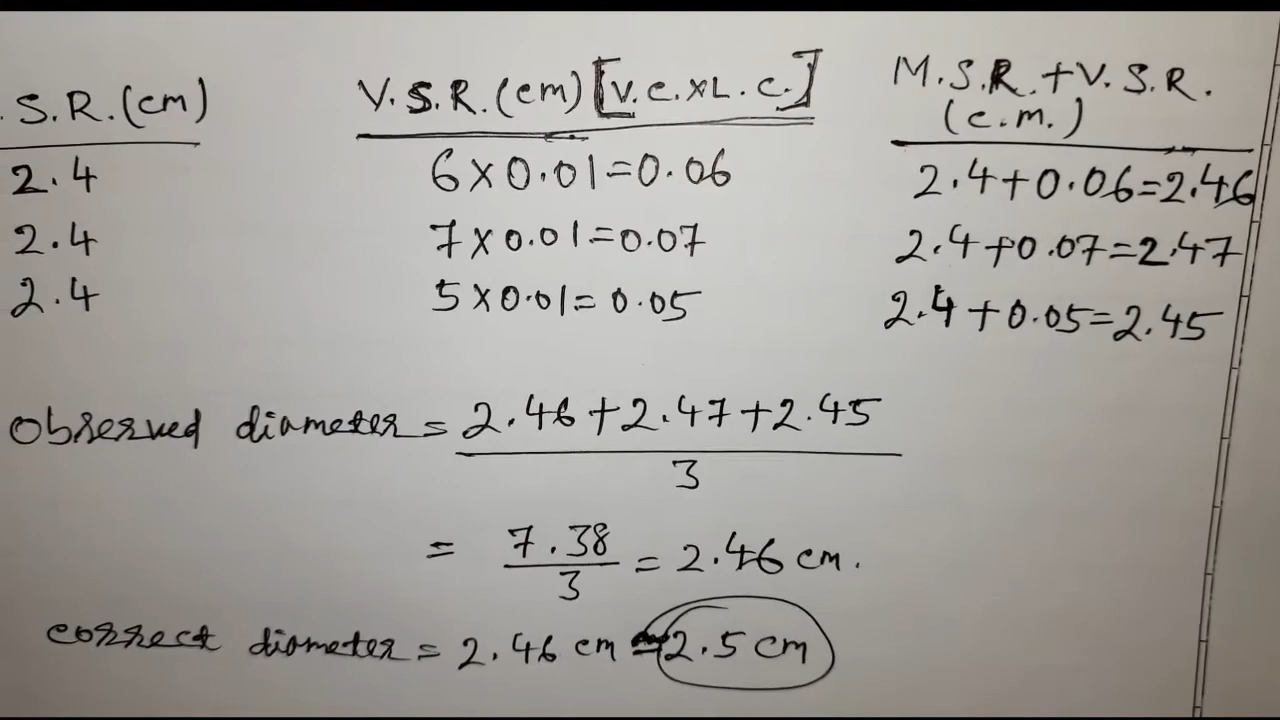 . S.R. (cm) V.S.R. (cm) [V.C.XL.C.] M.S.R. + V.S.R. (c.m.)
2.4 6 X 0.01 = 0.06 2.4 + 0.06 = 2.46
2.4 7 X 0.01 = 0.07 2.4 + 0.07 = 2.47
2.4 5 X 0.01 = 0.05 2.4 + 0.05 = 2.45
Observed diameter = 2.46 + 2.47 + 2.45
3
= 7.38 / 3 = 2.46 cm.
correct diameter = 2.46 cm = 2.5 cm